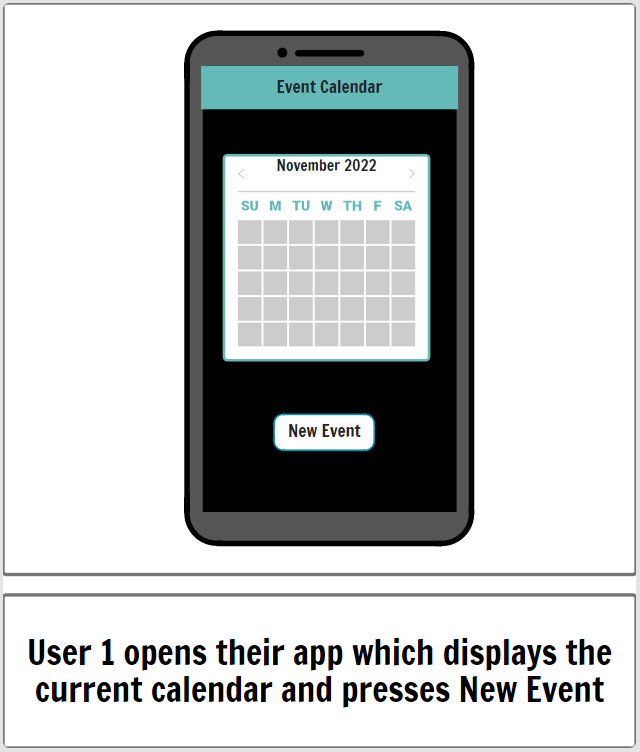 Event Calendar
November 2022
SU M TU W TH F SA
New Event
User 1 opens their app which displays the
current calendar and presses New Event